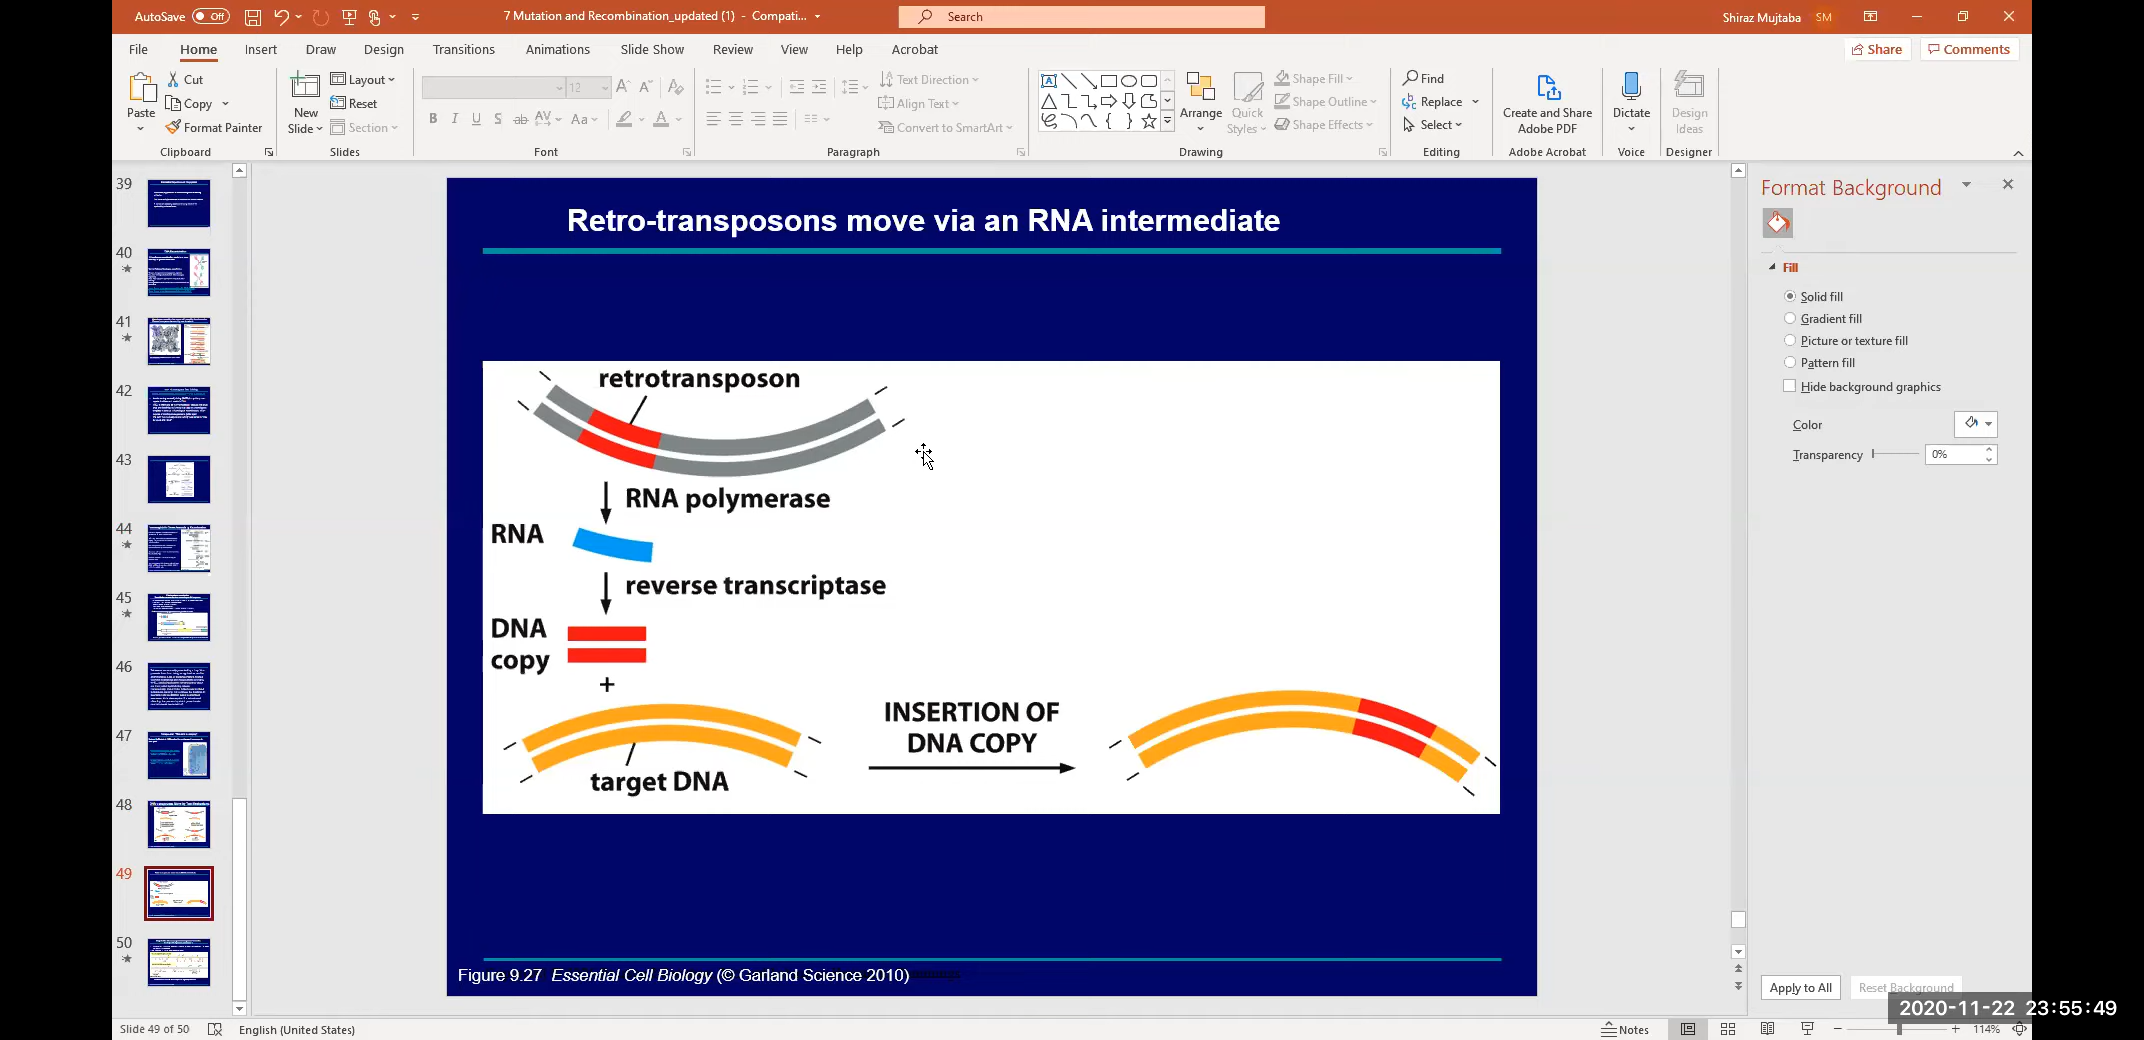 AutoSave Off
7 Mutation and Recombination_updated (1) - Compati...
Search
Shiraz Mujtaba SM
File Home Insert Draw Design Transitions Animations Slide Show Review View Help Acrobat
Share Comments
Paste
Cut
Copy
Format Painter
Clipboard
New Slide
Layout
Reset
Section
Slides
12
B I U S ab AV Aa A
Font
Text Direction
Align Text
Convert to SmartArt
Paragraph
Arrange
Quick Styles
Shape Fill
Shape Outline
Shape Effects
Drawing
Find
Replace
Select
Editing
Create and Share
Adobe PDF
Adobe Acrobat
Dictate
Voice
Design Ideas
Designer
39
40
41
42
43
44
45
46
47
48
49
50
Retro-transposons move via an RNA intermediate
retrotransposon
RNA polymerase
RNA
reverse transcriptase
DNA
copy
+
target DNA
INSERTION OF
DNA COPY
Figure 9.27 Essential Cell Biology (© Garland Science 2010)
Format Background
Fill
Solid fill
Gradient fill
Picture or texture fill
Pattern fill
Hide background graphics
Color
Transparency 0%
Apply to All Reset Background
2020-11-22 23:55:49
Slide 49 of 50 English (United States) Notes 114%